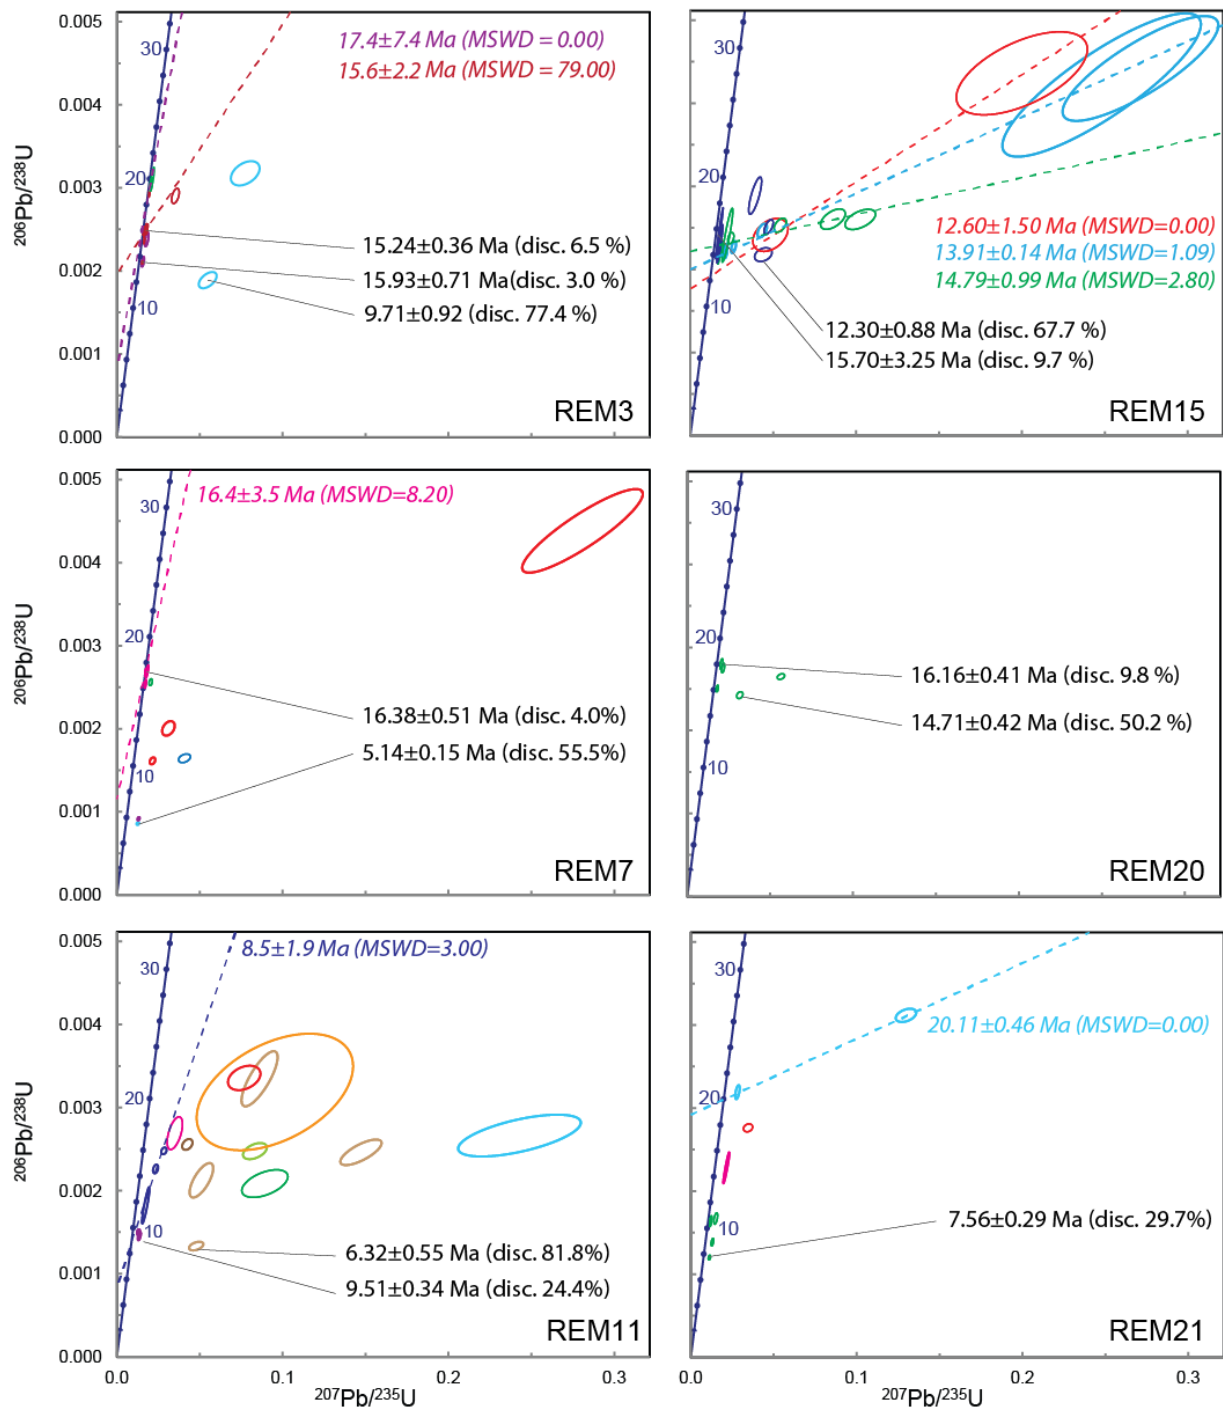 0.005
30
17.4±7.4 Ma (MSWD = 0.00)
15.6±2.2 Ma (MSWD = 79.00)
0.004
206Pb/238U
0.003
20
15.24±0.36 Ma (disc. 6.5 %)
0.002
15.93±0.71 Ma(disc. 3.0 %)
10
9.71±0.92 (disc. 77.4 %)
0.001
REM3
0.000
30
20
12.60±1.50 Ma (MSWD=0.00)
13.91±0.14 Ma (MSWD=1.09)
14.79±0.99 Ma (MSWD=2.80)
10
12.30±0.88 Ma (disc. 67.7 %)
15.70±3.25 Ma (disc. 9.7 %)
REM15
0.005
30
16.4±3.5 Ma (MSWD=8.20)
0.004
206Pb/238U
0.003
20
16.38±0.51 Ma (disc. 4.0%)
0.002
5.14±0.15 Ma (disc. 55.5%)
10
0.001
REM7
0.000
30
20
16.16±0.41 Ma (disc. 9.8 %)
14.71±0.42 Ma (disc. 50.2 %)
10
REM20
0.005
30
8.5±1.9 Ma (MSWD=3.00)
0.004
206Pb/238U
0.003
20
0.002
10
6.32±0.55 Ma (disc. 81.8%)
0.001
9.51±0.34 Ma (disc. 24.4%)
REM11
0.000
0.0
0.1
0.2
0.3
207Pb/235U
30
20.11±0.46 Ma (MSWD=0.00)
20
10
7.56±0.29 Ma (disc. 29.7%)
REM21
0.0
0.1
0.2
0.3
207Pb/235U